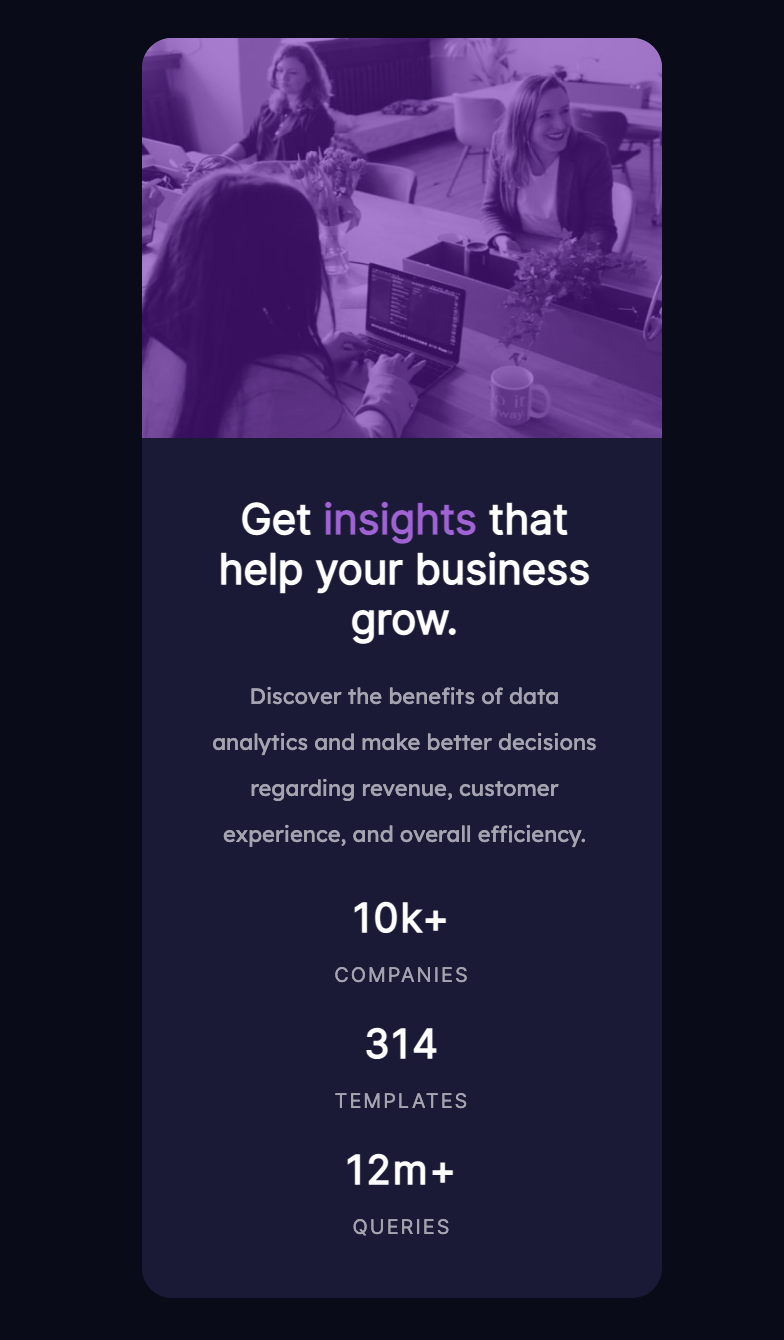 Get insights that
help your business
grow.
Discover the benefits of data
analytics and make better decisions
regarding revenue, customer
experience, and overall efficiency.
10k+
COMPANIES
314
TEMPLATES
12m+
QUERIES